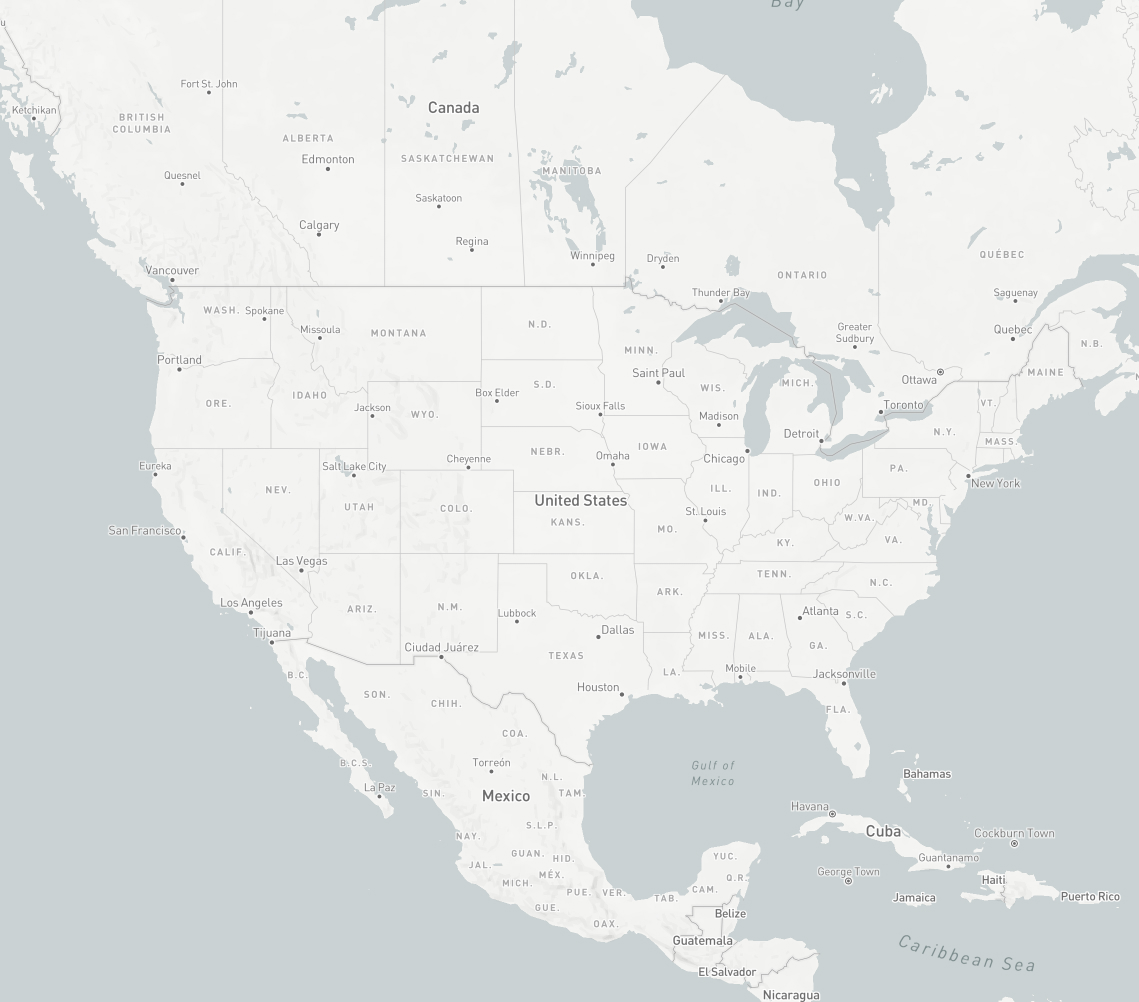 Bay
Fort St. John
Ketchikan
Canada
BRITISH
COLUMBIA
ALBERTA
Edmonton
SASKATCHEWAN
MANITOBA
Quesnel
Saskatoon
Calgary
Regina
Winnipeg
Dryden
QUÉBEC
Vancouver
ONTARIO
Thunder Bay
Saguenay
WASH.
Spokane
Missoula
MONTANA
N.D.
Greater
Sudbury
Quebec
N.B.
MINN.
Portland
Saint Paul
WIS.
MICH.
Ottawa
MAINE
ORE.
IDAHO
Jackson
WYO.
Box Elder
S.D.
Sioux Falls
Madison
Toronto
VT.
Detroit
N.Y.
MASS.
Eureka
Salt Lake City
Cheyenne
NEBR.
Omaha
IOWA
Chicago
PA.
New York
NEV.
UTAH
COLO.
United States
ILL.
IND.
OHIO
MD.
San Francisco
CALIF.
KANS.
MO.
St. Louis
W.VA.
VA.
KY.
Las Vegas
OKLA.
TENN.
N.C.
Los Angeles
ARIZ.
N.M.
Lubbock
ARK.
Atlanta
S.C.
Tijuana
Ciudad Juárez
Dallas
MISS.
ALA.
GA.
TEXAS
B.C.
SON.
CHIH.
Houston
LA.
Mobile
Jacksonville
FLA.
COA.
B.C.S.
Torreón
N.L.
Gulf of
Mexico
Bahamas
La Paz
SIN.
Mexico
TAM.
Havana
Cuba
Cockburn Town
NAY.
S.L.P.
GUAN.
HID.
YUC.
Guantanamo
JAL.
MÉX.
Q.R.
George Town
Haiti
MICH.
PUE.
VER.
TAB.
CAM.
Jamaica
Puerto Rico
GUE.
OAX.
Belize
Guatemala
Caribbean Sea
El Salvador
Nicaragua